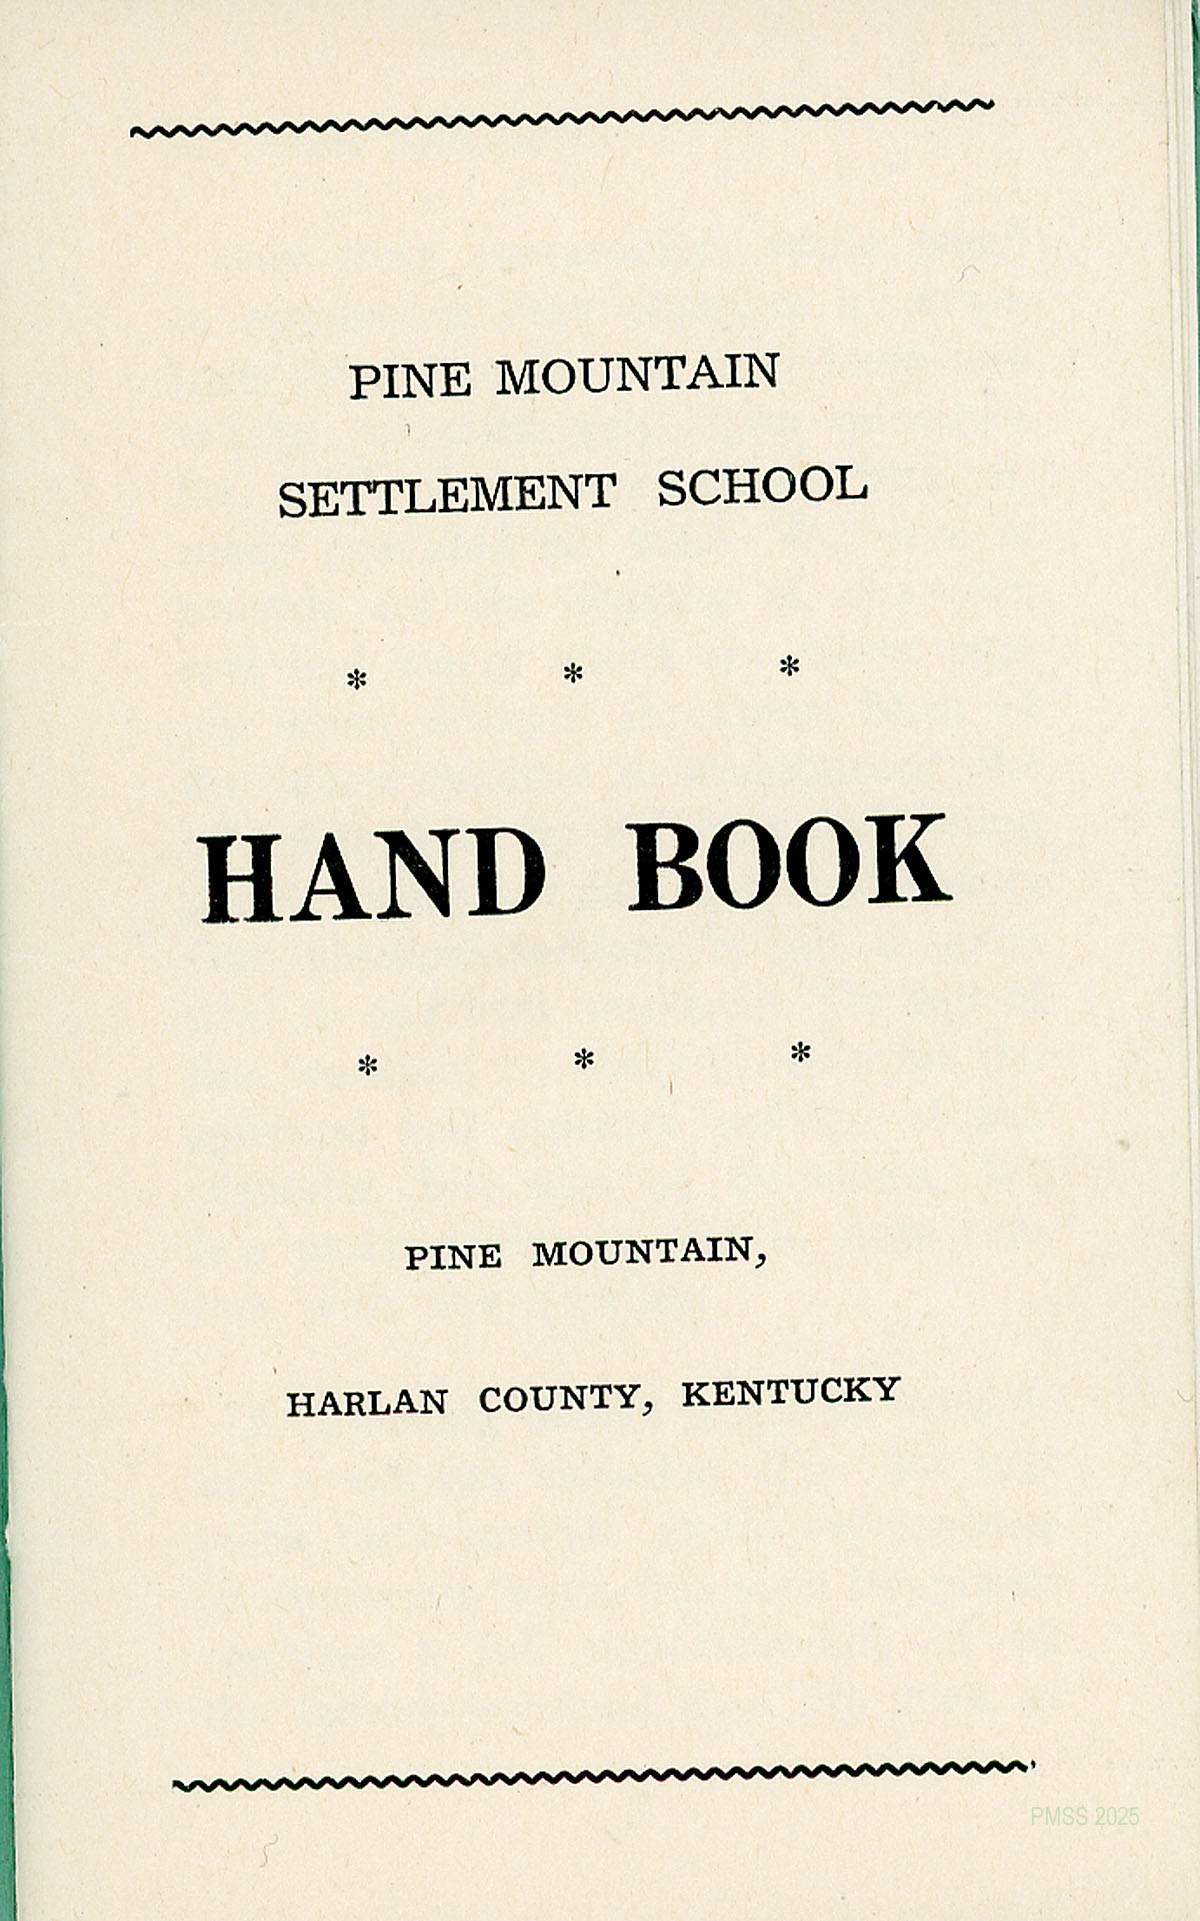 PINE MOUNTAIN
SETTLEMENT SCHOOL
* * *
HAND BOOK
* * *
PINE MOUNTAIN,
HARLAN COUNTY, KENTUCKY
PMSS 2025